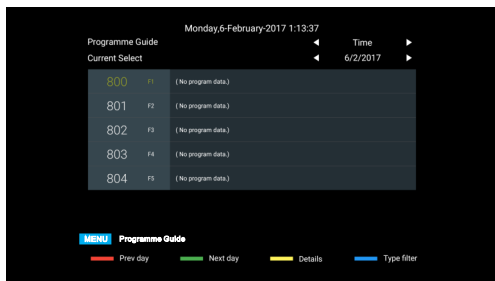 Monday,6-February-2017 1:13:37
Programme Guide Time
Current Select 6/2/2017
800 F1 ( No program data.)
801 F2 ( No program data.)
802 F3 ( No program data.)
803 F4 ( No program data.)
804 F5 ( No program data.)
MENU Programme Guide
Prev day Next day Details Type filter